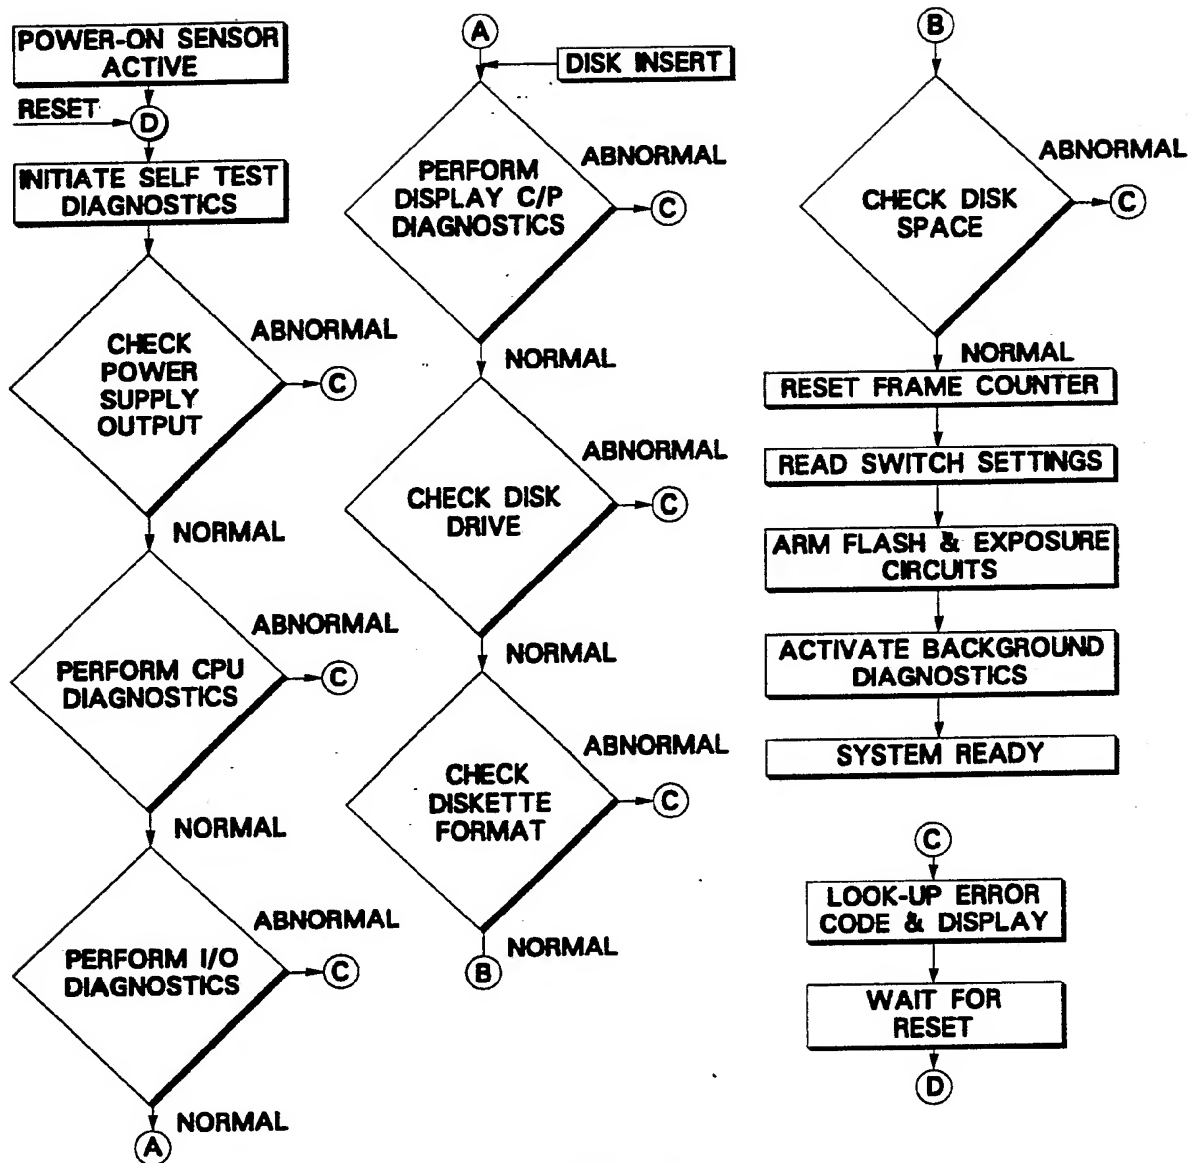 POWER-ON SENSOR
ACTIVE
RESET
D
INITIATE SELF TEST
DIAGNOSTICS
CHECK
POWER
SUPPLY
OUTPUT
ABNORMAL
C
NORMAL
PERFORM CPU
DIAGNOSTICS
ABNORMAL
C
NORMAL
PERFORM I/O
DIAGNOSTICS
ABNORMAL
C
NORMAL
A
A
DISK INSERT
PERFORM
DISPLAY C/P
DIAGNOSTICS
ABNORMAL
C
NORMAL
CHECK DISK
DRIVE
ABNORMAL
C
NORMAL
CHECK
DISKETTE
FORMAT
ABNORMAL
C
NORMAL
B
B
CHECK DISK
SPACE
ABNORMAL
C
NORMAL
RESET FRAME COUNTER
READ SWITCH SETTINGS
ARM FLASH & EXPOSURE
CIRCUITS
ACTIVATE BACKGROUND
DIAGNOSTICS
SYSTEM READY
C
LOOK-UP ERROR
CODE & DISPLAY
WAIT FOR
RESET
D